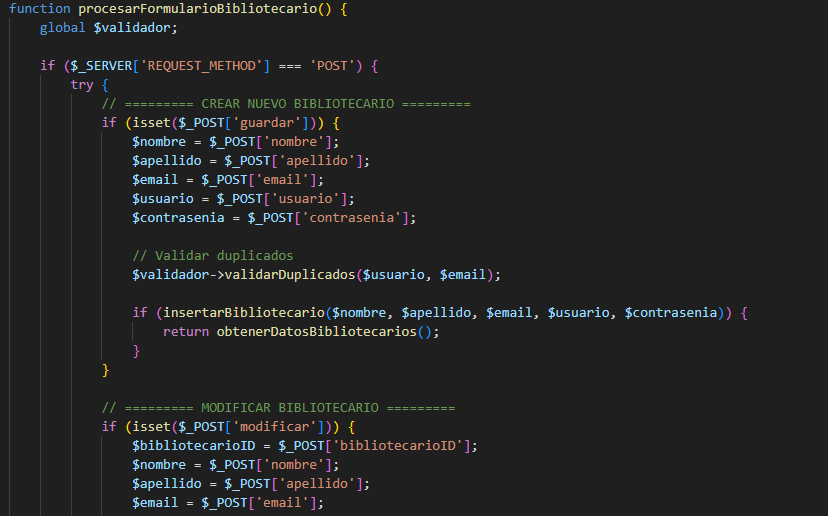 function procesarFormularioBibliotecario() {
global $validador;
if ($_SERVER['REQUEST_METHOD'] === 'POST') {
try {
// ========= CREAR NUEVO BIBLIOTECARIO =========
if (isset($_POST['guardar'])) {
$nombre = $_POST['nombre'];
$apellido = $_POST['apellido'];
$email = $_POST['email'];
$usuario = $_POST['usuario'];
$contrasenia = $_POST['contrasenia'];
// Validar duplicados
$validador->validarDuplicados($usuario, $email);
if (insertarBibliotecario($nombre, $apellido, $email, $usuario, $contrasenia)) {
return obtenerDatosBibliotecarios();
}
}
// ========= MODIFICAR BIBLIOTECARIO =========
if (isset($_POST['modificar'])) {
$bibliotecarioID = $_POST['bibliotecarioID'];
$nombre = $_POST['nombre'];
$apellido = $_POST['apellido'];
$email = $_POST['email'];